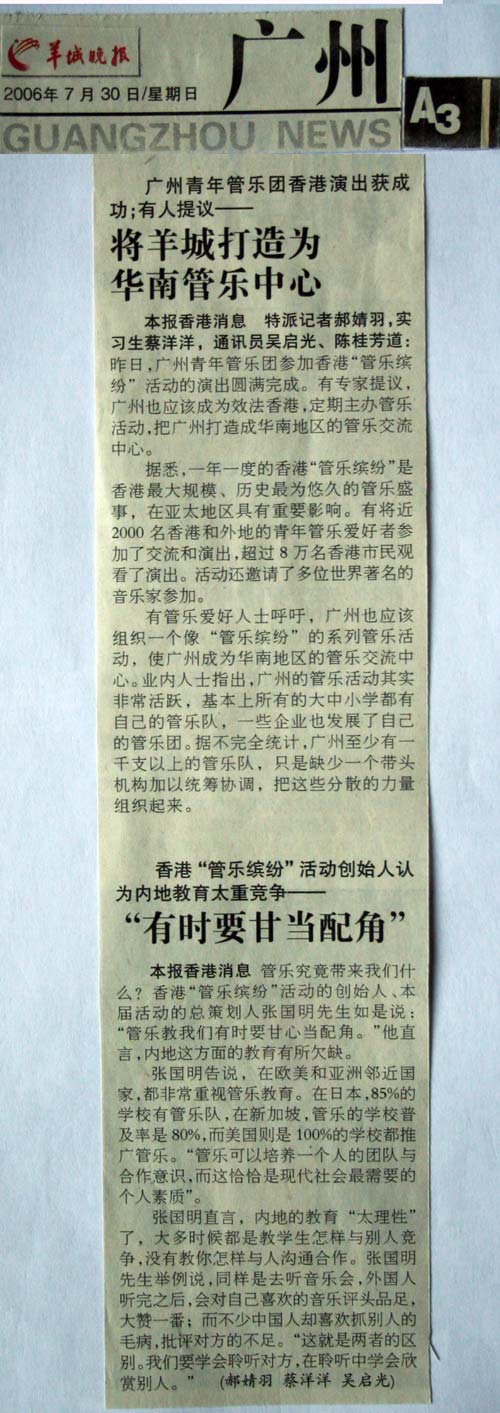 羊城晚报
2006年7月30日/星期日
广州
A3
GUANGZHOU NEWS
广州青年管乐团香港演出获成
功;有人提议——
将羊城打造为
华南管乐中心
本报香港消息 特派记者郝婧羽,实
习生蔡洋洋,通讯员吴启光、陈桂芳道:
昨日,广州青年管乐团参加香港“管乐缤
纷”活动的演出圆满完成。有专家提议,
广州也应该成为效法香港,定期主办管乐
活动,把广州打造成华南地区的管乐交流
中心。
据悉,一年一度的香港“管乐缤纷”是
香港最大规模、历史最为悠久的管乐盛
事,在亚太地区具有重要影响。有将近
2000名香港和外地的青年管乐爱好者参
加了交流和演出,超过8万名香港市民观
看了演出。活动还邀请了多位世界著名的
音乐家参加。
有管乐爱好人士呼吁,广州也应该
组织一个像“管乐缤纷”的系列管乐活
动,使广州成为华南地区的管乐交流中
心。业内人士指出,广州的管乐活动其实
非常活跃,基本上所有的大中小学都有
自己的管乐队,一些企业也发展了自己
的管乐团。据不完全统计,广州至少有一
千支以上的管乐队,只是缺少一个带头
机构加以统筹协调,把这些分散的力量
组织起来。
香港“管乐缤纷”活动创始人认
为内地教育太重竞争——
“有时要甘当配角”
本报香港消息 管乐究竟带来我们什
么?香港“管乐缤纷”活动的创始人、本
届活动的总策划人张国明先生如是说:
“管乐教我们有时要甘心当配角。”他直
言,内地这方面的教育有所欠缺。
张国明告说,在欧美和亚洲邻近国
家,都非常重视管乐教育。在日本,85%的
学校有管乐队,在新加坡,管乐的学校普
及率是80%,而美国则是100%的学校都推
广管乐。“管乐可以培养一个人的团队与
合作意识,而这恰恰是现代社会最需要的
个人素质”。
张国明直言,内地的教育“太理性”
了,大多时候都是教学生怎样与别人竞
争,没有教你怎样与人沟通合作。张国明
先生举例说,同样是去听音乐会,外国人
听完之后,会对自己喜欢的音乐评头品足,
大赞一番;而不少中国人却喜欢抓别人的
毛病,批评对方的不足。“这就是两者的区
别。我们要学会聆听对方,在聆听中学会欣
赏别人。” (郝婧羽 蔡洋洋 吴启光)